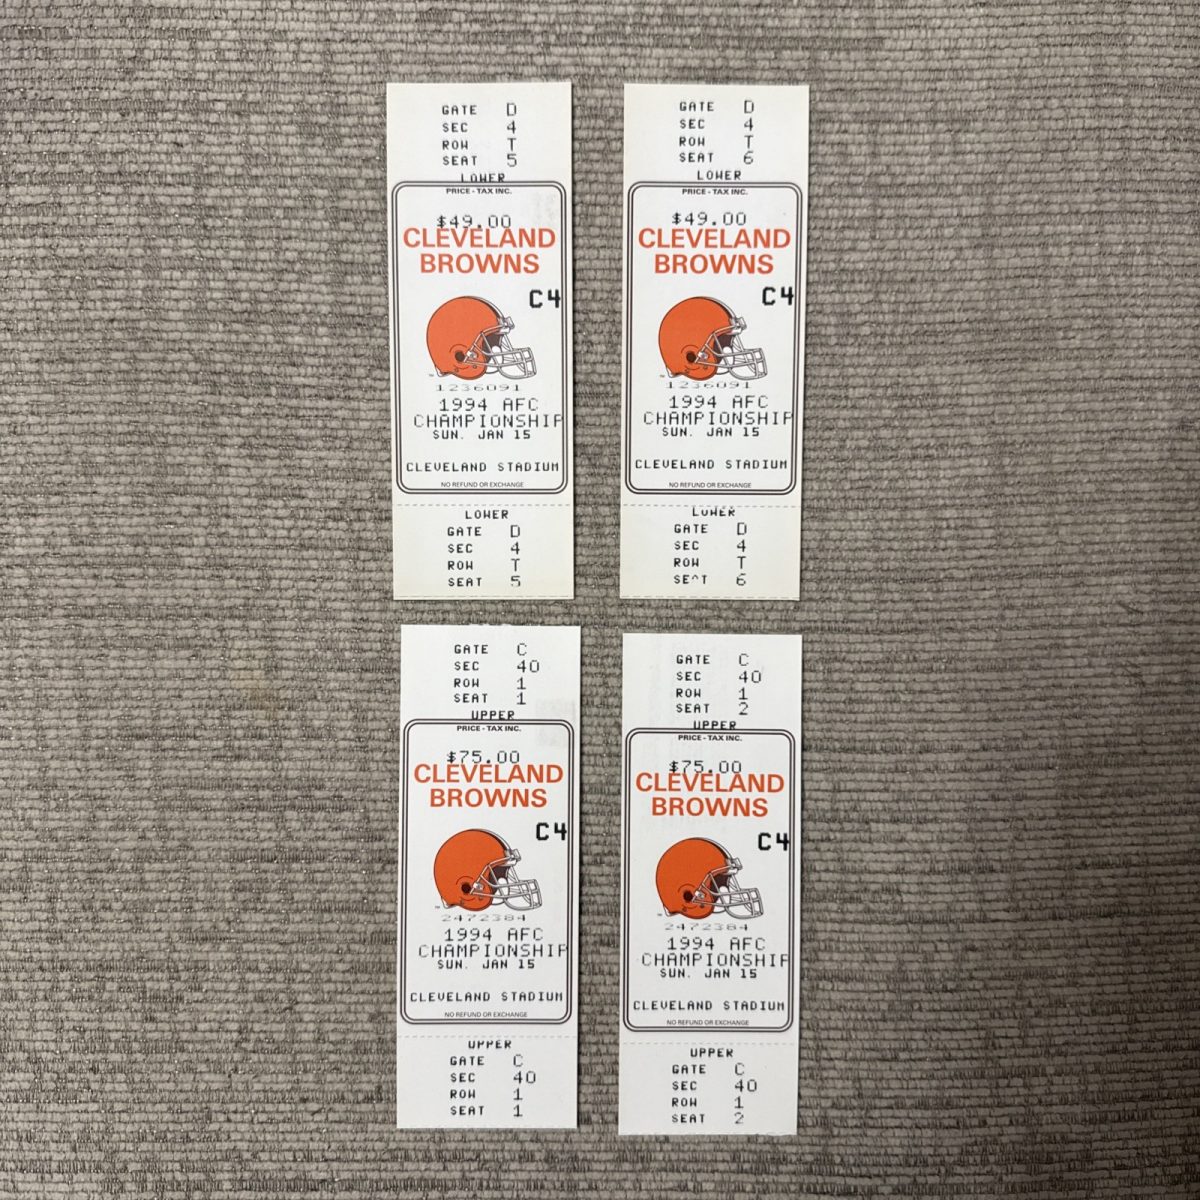 GATE D
SEC 4
ROW T
SEAT 5
LOWER
PRICE - TAX INC.
$49.00
CLEVELAND
BROWNS
C4
1236091
1994 AFC
CHAMPIONSHIP
SUN. JAN 15
CLEVELAND STADIUM
NO REFUND OR EXCHANGE
LOWER
GATE D
SEC 4
ROW T
SEAT 5
GATE D
SEC 4
ROW T
SEAT 6
LOWER
PRICE - TAX INC.
$49.00
CLEVELAND
BROWNS
C4
1236091
1994 AFC
CHAMPIONSHIP
SUN. JAN 15
CLEVELAND STADIUM
NO REFUND OR EXCHANGE
LOWER
GATE D
SEC 4
ROW T
SEAT 6
GATE C
SEC 40
ROW 1
SEAT 1
UPPER
PRICE - TAX INC.
$75.00
CLEVELAND
BROWNS
C4
2472384
1994 AFC
CHAMPIONSHIP
SUN. JAN 15
CLEVELAND STADIUM
NO REFUND OR EXCHANGE
UPPER
GATE C
SEC 40
ROW 1
SEAT 1
GATE C
SEC 40
ROW 1
SEAT 2
UPPER
PRICE - TAX INC.
$75.00
CLEVELAND
BROWNS
C4
2472384
1994 AFC
CHAMPIONSHIP
SUN. JAN 15
CLEVELAND STADIUM
NO REFUND OR EXCHANGE
UPPER
GATE C
SEC 40
ROW 1
SEAT 2